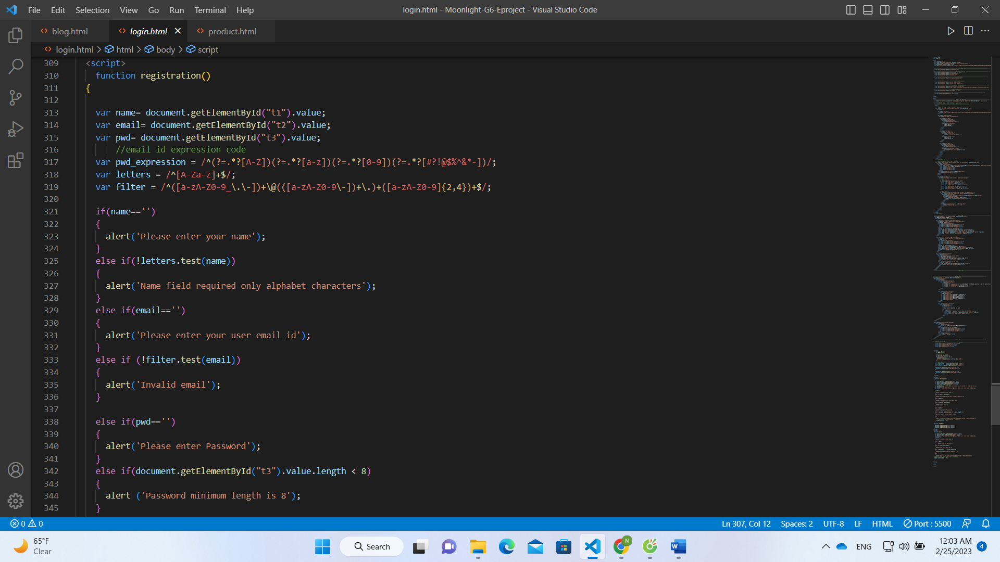 File Edit Selection View Go Run Terminal Help
login.html - Moonlight-G6-Eproject - Visual Studio Code
blog.html login.html product.html
login.html > html > body > script
309 <script>
310 function registration()
311 {
312
313 var name= document.getElementById("t1").value;
314 var email= document.getElementById("t2").value;
315 var pwd= document.getElementById("t3").value;
316 //email id expression code
317 var pwd_expression = /^(?=.*?[A-Z])(?=.*?[a-z])(?=.*?[0-9])(?=.*?[#?!@$%^&*-])/;
318 var letters = /^[A-Za-z]+$/;
319 var filter = /^([a-zA-Z0-9_\.\-])+\@(([a-zA-Z0-9\-])+\.)+([a-zA-Z0-9]{2,4})+$/;
320
321 if(name=='')
322 {
323 alert('Please enter your name');
324 }
325 else if(!letters.test(name))
326 {
327 alert('Name field required only alphabet characters');
328 }
329 else if(email=='')
330 {
331 alert('Please enter your user email id');
332 }
333 else if (!filter.test(email))
334 {
335 alert('Invalid email');
336 }
337
338 else if(pwd=='')
339 {
340 alert('Please enter Password');
341 }
342 else if(document.getElementById("t3").value.length < 8)
343 {
344 alert ('Password minimum length is 8');
345 }
0 0 Ln 307, Col 12 Spaces: 2 UTF-8 LF HTML Port : 5500
65°F
Clear
Search
N
ENG
12:03 AM
2/25/2023
4